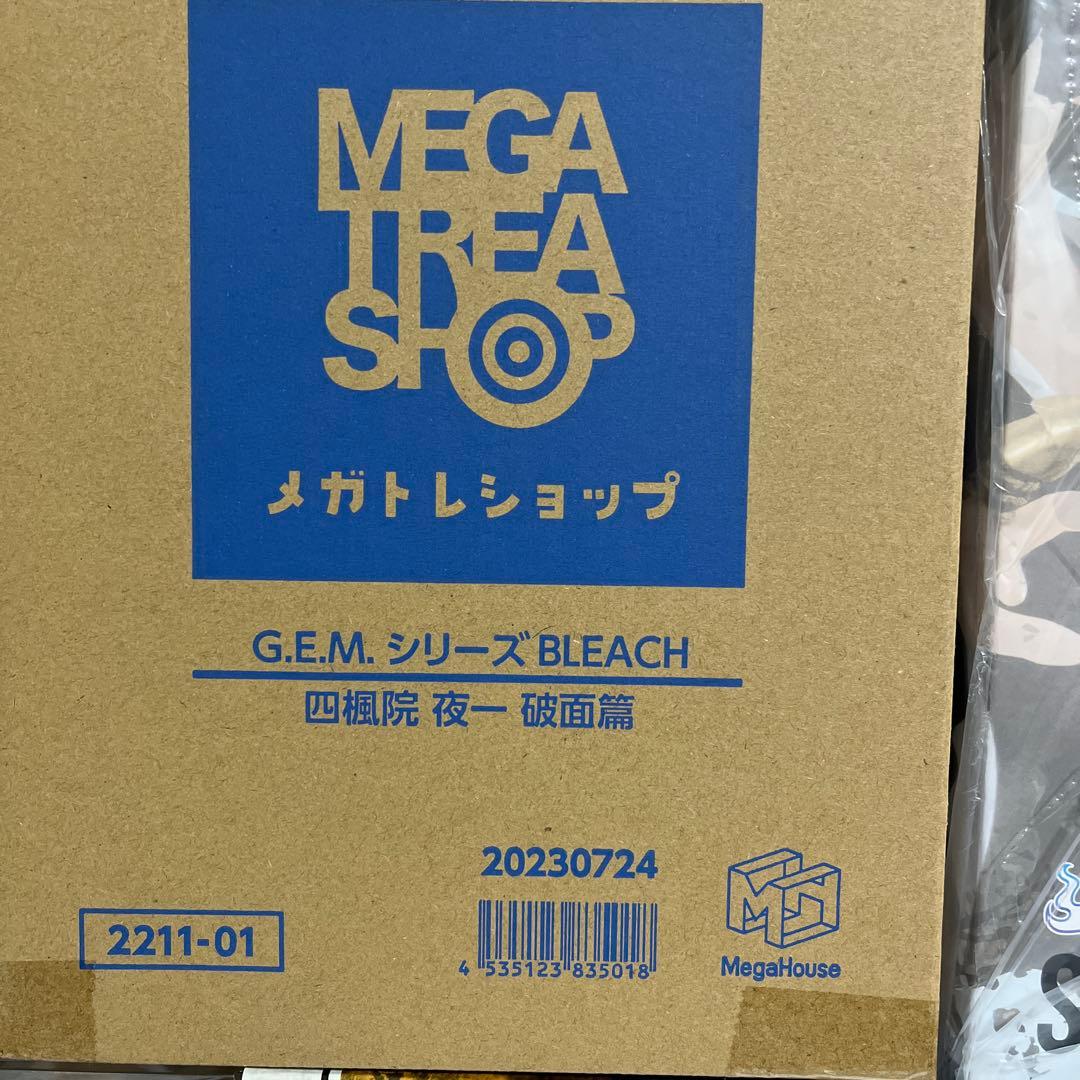 MEGA
TREA
SHOP
メガトレショップ
G.E.M. シリーズ BLEACH
四楓院 夜一 破面篇
20230724
2211-01
4 535123 835018
MegaHouse